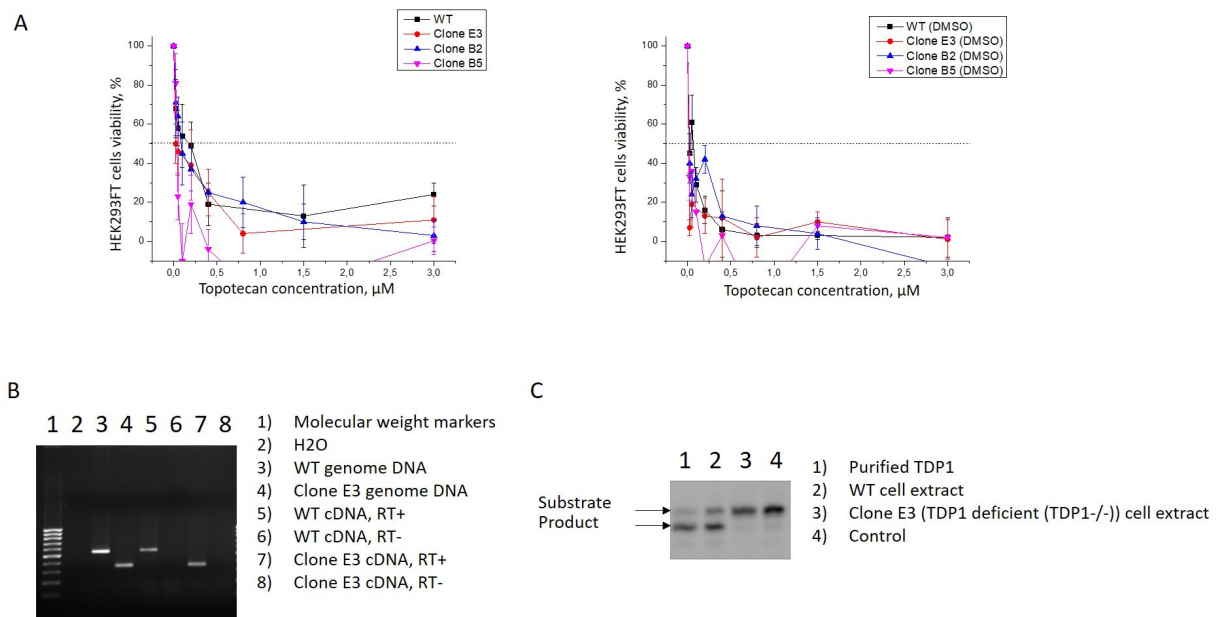 A
HEK293FT cells viability, %
100
80
60
40
20
0
0,0 0,5 1,0 1,5 2,0 2,5 3,0
Topotecan concentration, µM
WT
Clone E3
Clone B2
Clone B5
HEK293FT cells viability, %
100
80
60
40
20
0
0,0 0,5 1,0 1,5 2,0 2,5 3,0
Topotecan concentration, µM
WT (DMSO)
Clone E3 (DMSO)
Clone B2 (DMSO)
Clone B5 (DMSO)
B
1 2 3 4 5 6 7 8
1) Molecular weight markers
2) H2O
3) WT genome DNA
4) Clone E3 genome DNA
5) WT cDNA, RT+
6) WT cDNA, RT-
7) Clone E3 cDNA, RT+
8) Clone E3 cDNA, RT-
C
1 2 3 4
Substrate
Product
1) Purified TDP1
2) WT cell extract
3) Clone E3 (TDP1 deficient (TDP1-/-)) cell extract
4) Control